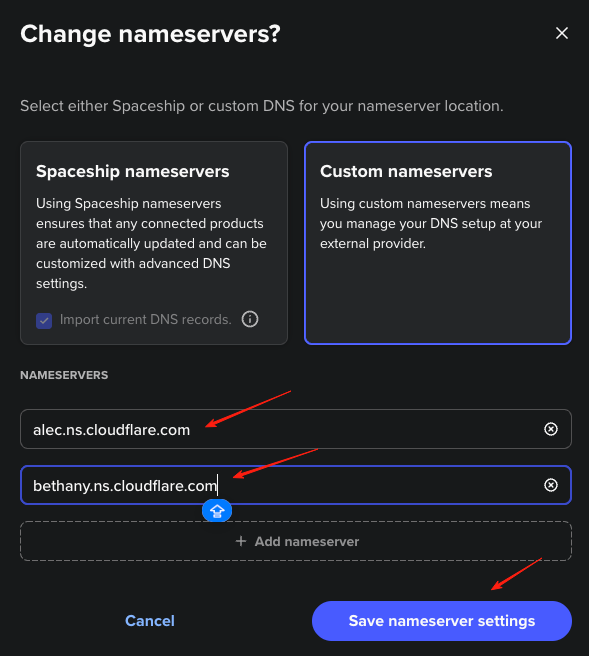 Change nameservers?
Select either Spaceship or custom DNS for your nameserver location.
Spaceship nameservers
Using Spaceship nameservers
ensures that any connected products
are automatically updated and can be
customized with advanced DNS
settings.
Import current DNS records.
Custom nameservers
Using custom nameservers means
you manage your DNS setup at your
external provider.
NAMESERVERS
alec.ns.cloudflare.com
bethany.ns.cloudflare.com
+ Add nameserver
Cancel
Save nameserver settings